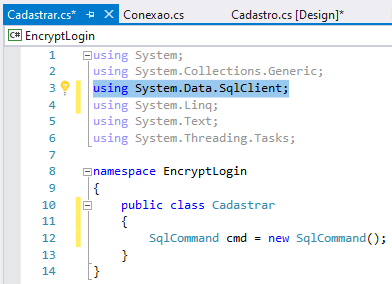 Cadastrar.cs* Conexao.cs Cadastro.cs [Design]*
C# EncryptLogin
1 using System;
2 using System.Collections.Generic;
3 using System.Data.SqlClient;
4 using System.Linq;
5 using System.Text;
6 using System.Threading.Tasks;
7
8 namespace EncryptLogin
9 {
10 public class Cadastrar
11 {
12 SqlCommand cmd = new SqlCommand();
13 }
14 }